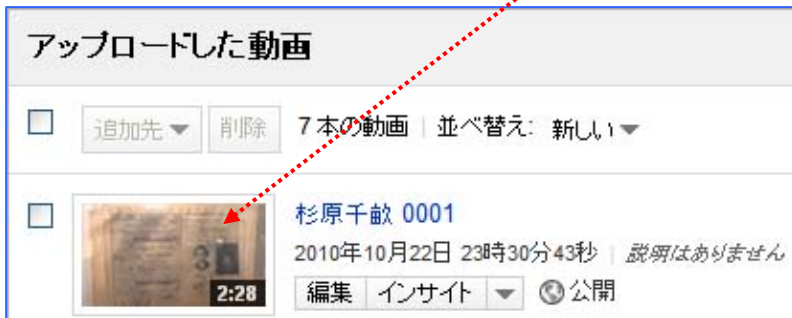 アップロードした動画
追加先 削除 7本の動画 並べ替え: 新しい
杉原千畝 0001
2010年10月22日 23時30分43秒 説明はありません
2:28
編集 インサイト 公開